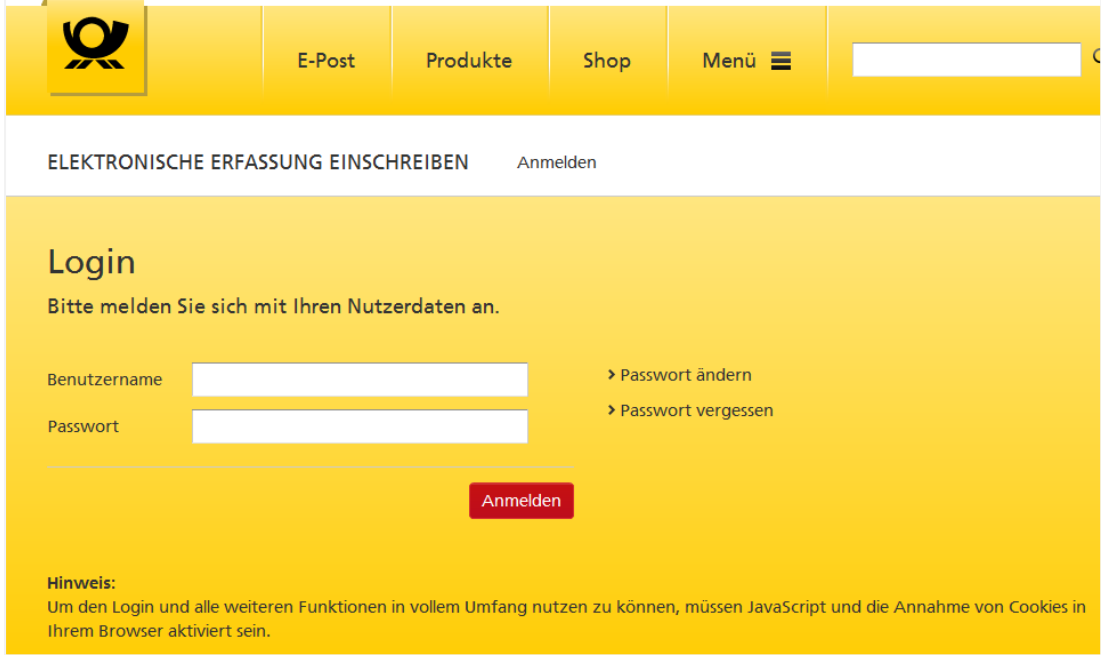 E-Post Produkte Shop Menü
ELEKTRONISCHE ERFASSUNG EINSCHREIBEN Anmelden
Login
Bitte melden Sie sich mit Ihren Nutzerdaten an.
Benutzername
Passwort ändern
Passwort vergessen
Passwort
Anmelden
Hinweis:
Um den Login und alle weiteren Funktionen in vollem Umfang nutzen zu können, müssen JavaScript und die Annahme von Cookies in
Ihrem Browser aktiviert sein.